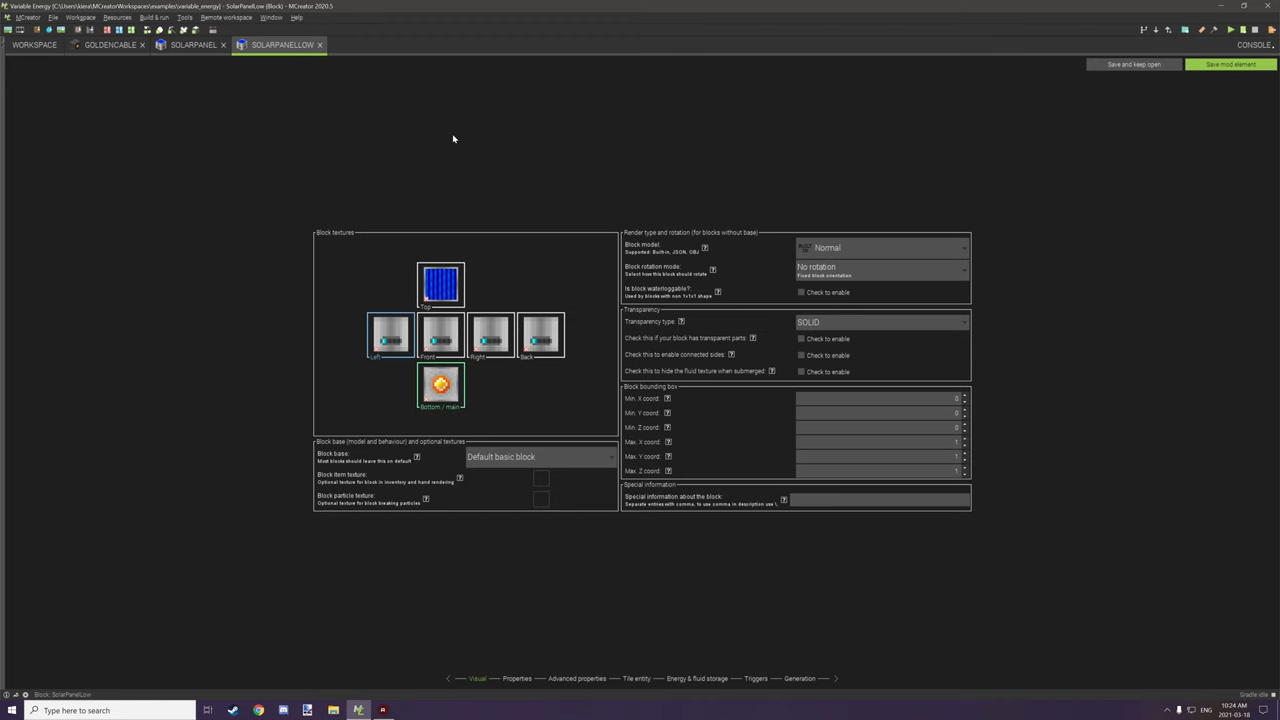 Variable Energy [C:\Users\kiera\MCreatorWorkspaces\examples\variable_energy] - SolarPanelLow (Block) - MCreator 2020.5
MCreator File Workspace Resources Build & run Tools Remote workspace Window Help
WORKSPACE GOLDENCABLE SOLARPANEL SOLARPANELLOW CONSOLE
Save and keep open Save mod element
Block textures
Top
Left Front Right Back
Bottom / main
Block base (model and behaviour) and optional textures
Block base: Default basic block
Most blocks should leave this on default
Block item texture:
Optional texture for block in inventory and hand rendering
Block particle texture:
Optional texture for block breaking particles
Render type and rotation (for blocks without base)
Block model: Normal
Supported: Built-in, JSON, OBJ
Block rotation mode: No rotation
Select how this block should rotate Fixed block orientation
Is block waterloggable?: Check to enable
Used by blocks with non 1x1x1 shape
Transparency
Transparency type: SOLID
Check this if your block has transparent parts: Check to enable
Check this to enable connected sides: Check to enable
Check this to hide the fluid texture when submerged: Check to enable
Block bounding box
Min. X coord: 0
Min. Y coord: 0
Min. Z coord: 0
Max. X coord: 1
Max. Y coord: 1
Max. Z coord: 1
Special information
Special information about the block:
Separate entries with comma, to use comma in description use \,
Visual Properties Advanced properties Tile entity Energy & fluid storage Triggers Generation
Block: SolarPanelLow Gradle idle
Type here to search ENG 10:24 AM
2021-03-18